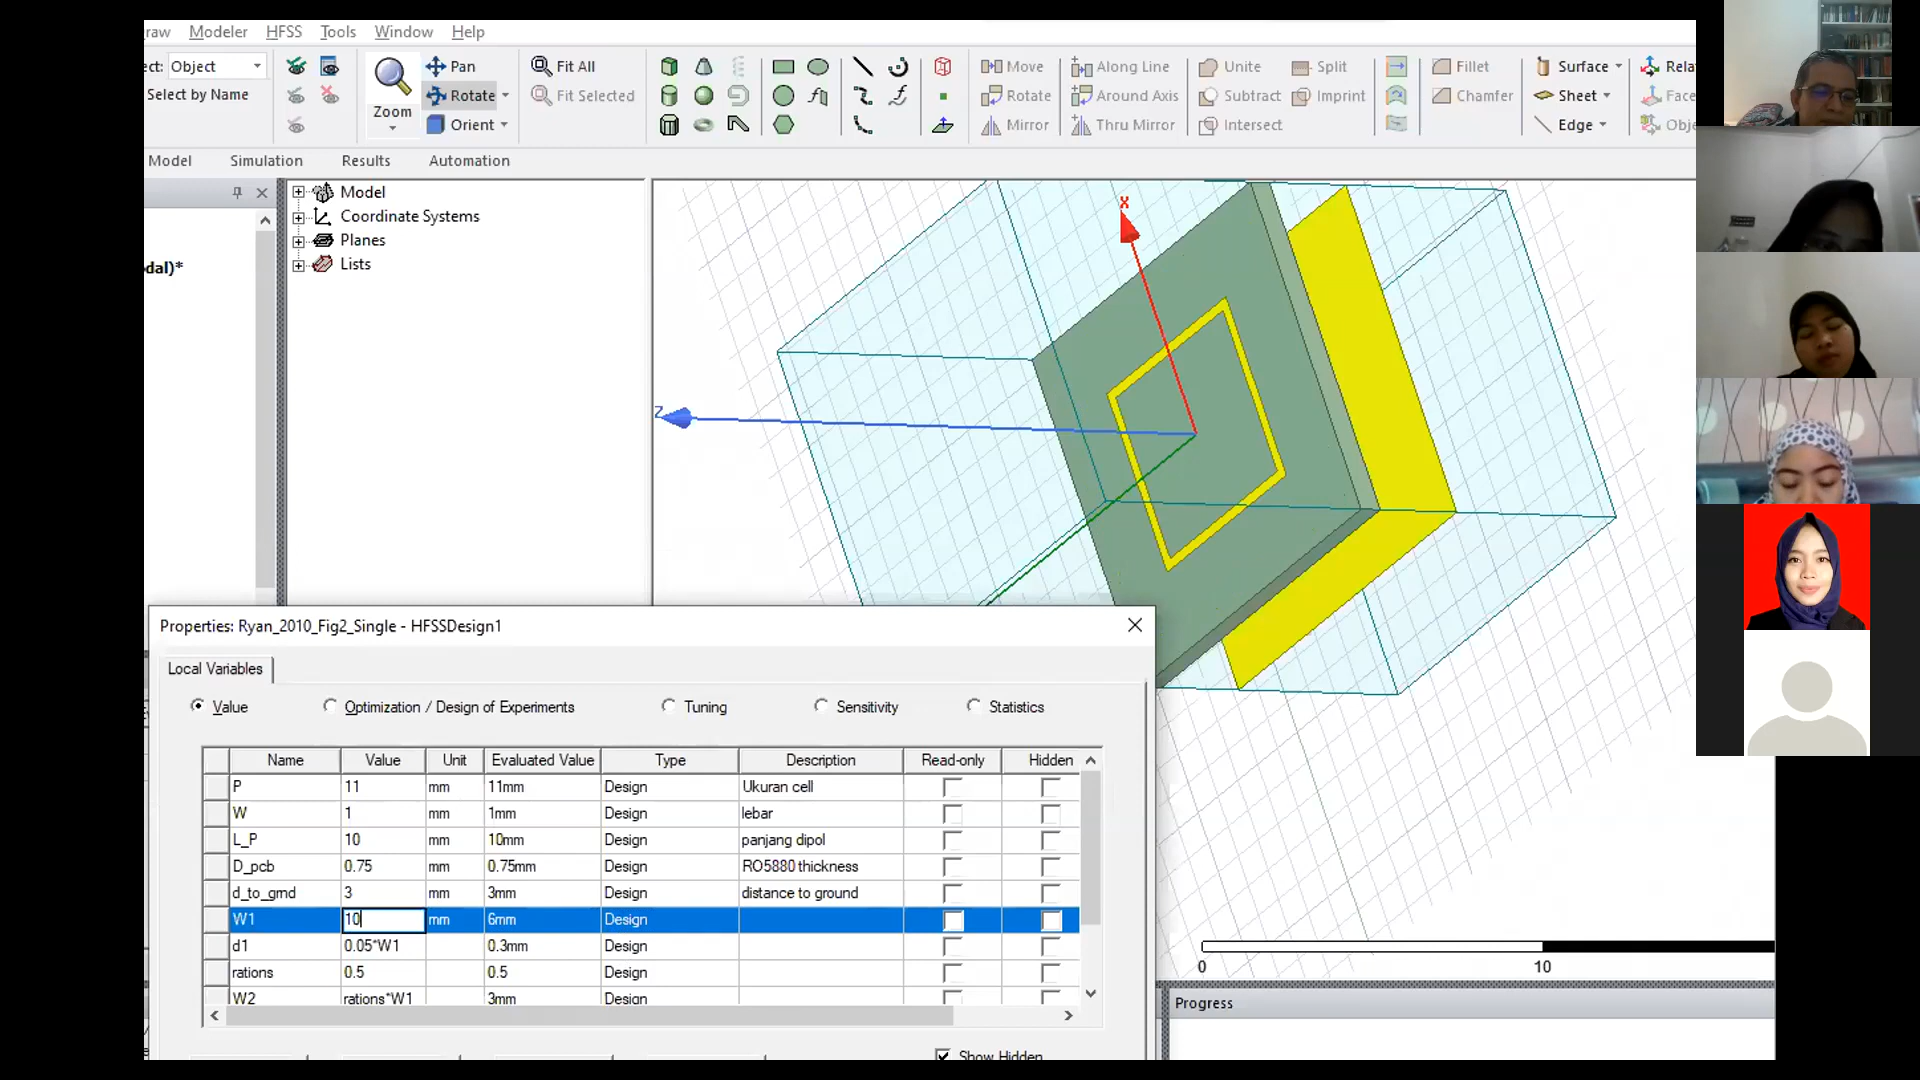 raw Modeler HFSS Tools Window Help
ect: Object
Select by Name
Zoom
Pan
Rotate
Orient
Fit All
Fit Selected
Move
Rotate
Mirror
Along Line
Around Axis
Thru Mirror
Unite
Subtract
Intersect
Split
Imprint
Fillet
Chamfer
Surface
Sheet
Edge
Rela
Face
Obje
Model Simulation Results Automation
Model
Coordinate Systems
Planes
Lists
dal)*
X
Z
Properties: Ryan_2010_Fig2_Single - HFSSDesign1
Local Variables
Value Optimization / Design of Experiments Tuning Sensitivity Statistics
Name Value Unit Evaluated Value Type Description Read-only Hidden
P 11 mm 11mm Design Ukuran cell
W 1 mm 1mm Design lebar
L_P 10 mm 10mm Design panjang dipol
D_pcb 0.75 mm 0.75mm Design RO5880 thickness
d_to_grnd 3 mm 3mm Design distance to ground
W1 10 mm 6mm Design
d1 0.05*W1 0.3mm Design
rations 0.5 0.5 Design
W2 rations*W1 3mm Design
Show Hidden
0 10
Progress